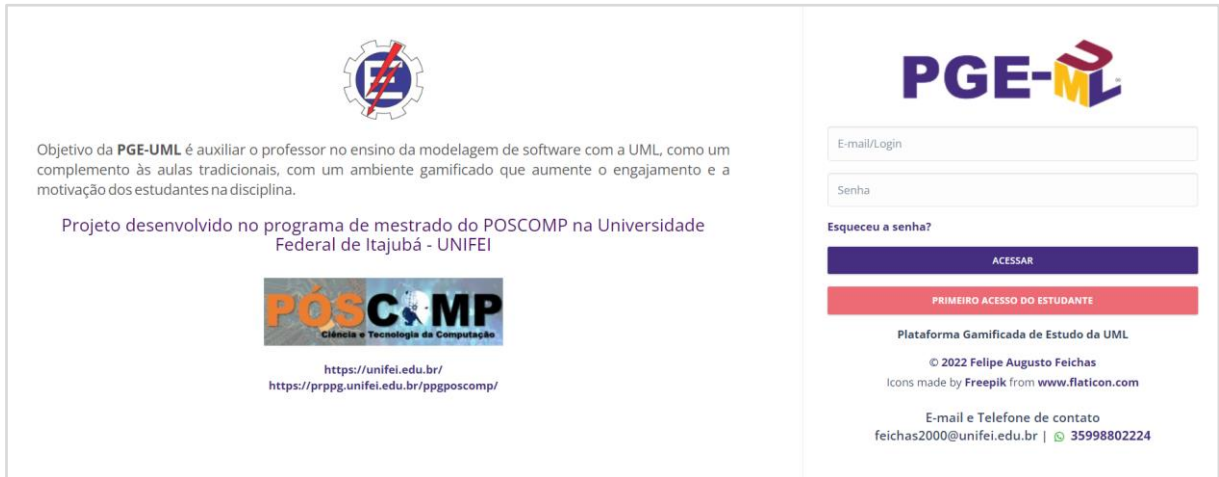 E
Objetivo da PGE-UML é auxiliar o professor no ensino da modelagem de software com a UML, como um
complemento às aulas tradicionais, com um ambiente gamificado que aumente o engajamento e a
motivação dos estudantes na disciplina.
Projeto desenvolvido no programa de mestrado do POSCOMP na Universidade
Federal de Itajubá - UNIFEI
PÓSCOMP
Ciência e Tecnologia da Computação
https://unifei.edu.br/
https://prppg.unifei.edu.br/ppgposcomp/
PGE-UML
E-mail/Login
Senha
Esqueceu a senha?
ACESSAR
PRIMEIRO ACESSO DO ESTUDANTE
Plataforma Gamificada de Estudo da UML
© 2022 Felipe Augusto Feichas
Icons made by Freepik from www.flaticon.com
E-mail e Telefone de contato
feichas2000@unifei.edu.br | 35998802224